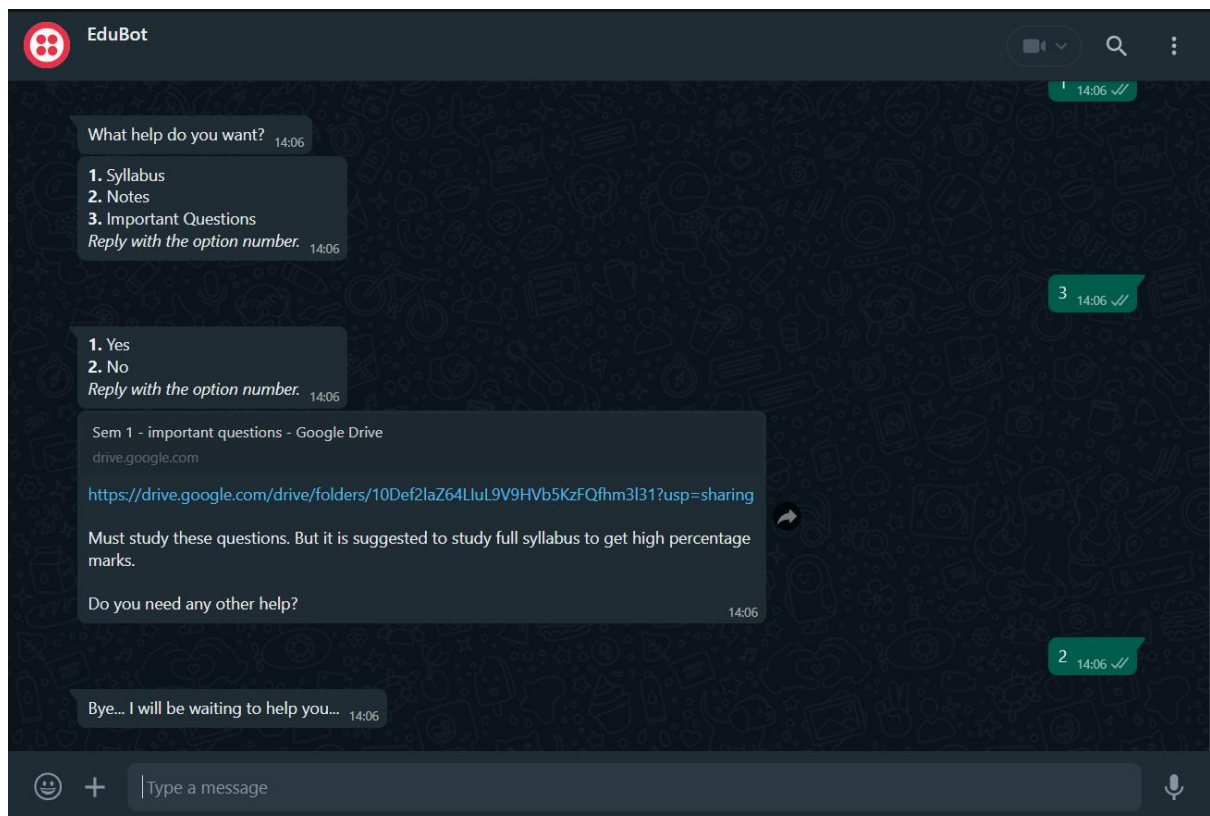 EduBot
1 14:06
What help do you want? 14:06
1. Syllabus
2. Notes
3. Important Questions
Reply with the option number. 14:06
3 14:06
1. Yes
2. No
Reply with the option number. 14:06
Sem 1 - important questions - Google Drive
drive.google.com
https://drive.google.com/drive/folders/10Def2laZ64LIuL9V9HVb5KzFQfhm3l31?usp=sharing
Must study these questions. But it is suggested to study full syllabus to get high percentage
marks.
Do you need any other help? 14:06
2 14:06
Bye... I will be waiting to help you... 14:06
Type a message